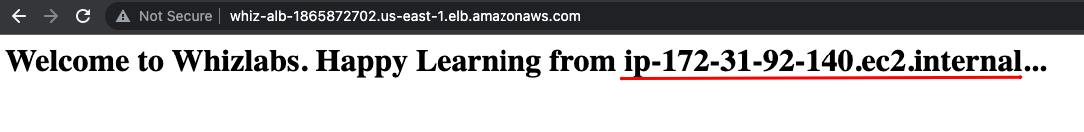 Not Secure | whiz-alb-1865872702.us-east-1.elb.amazonaws.com
Welcome to Whizlabs. Happy Learning from ip-172-31-92-140.ec2.internal...